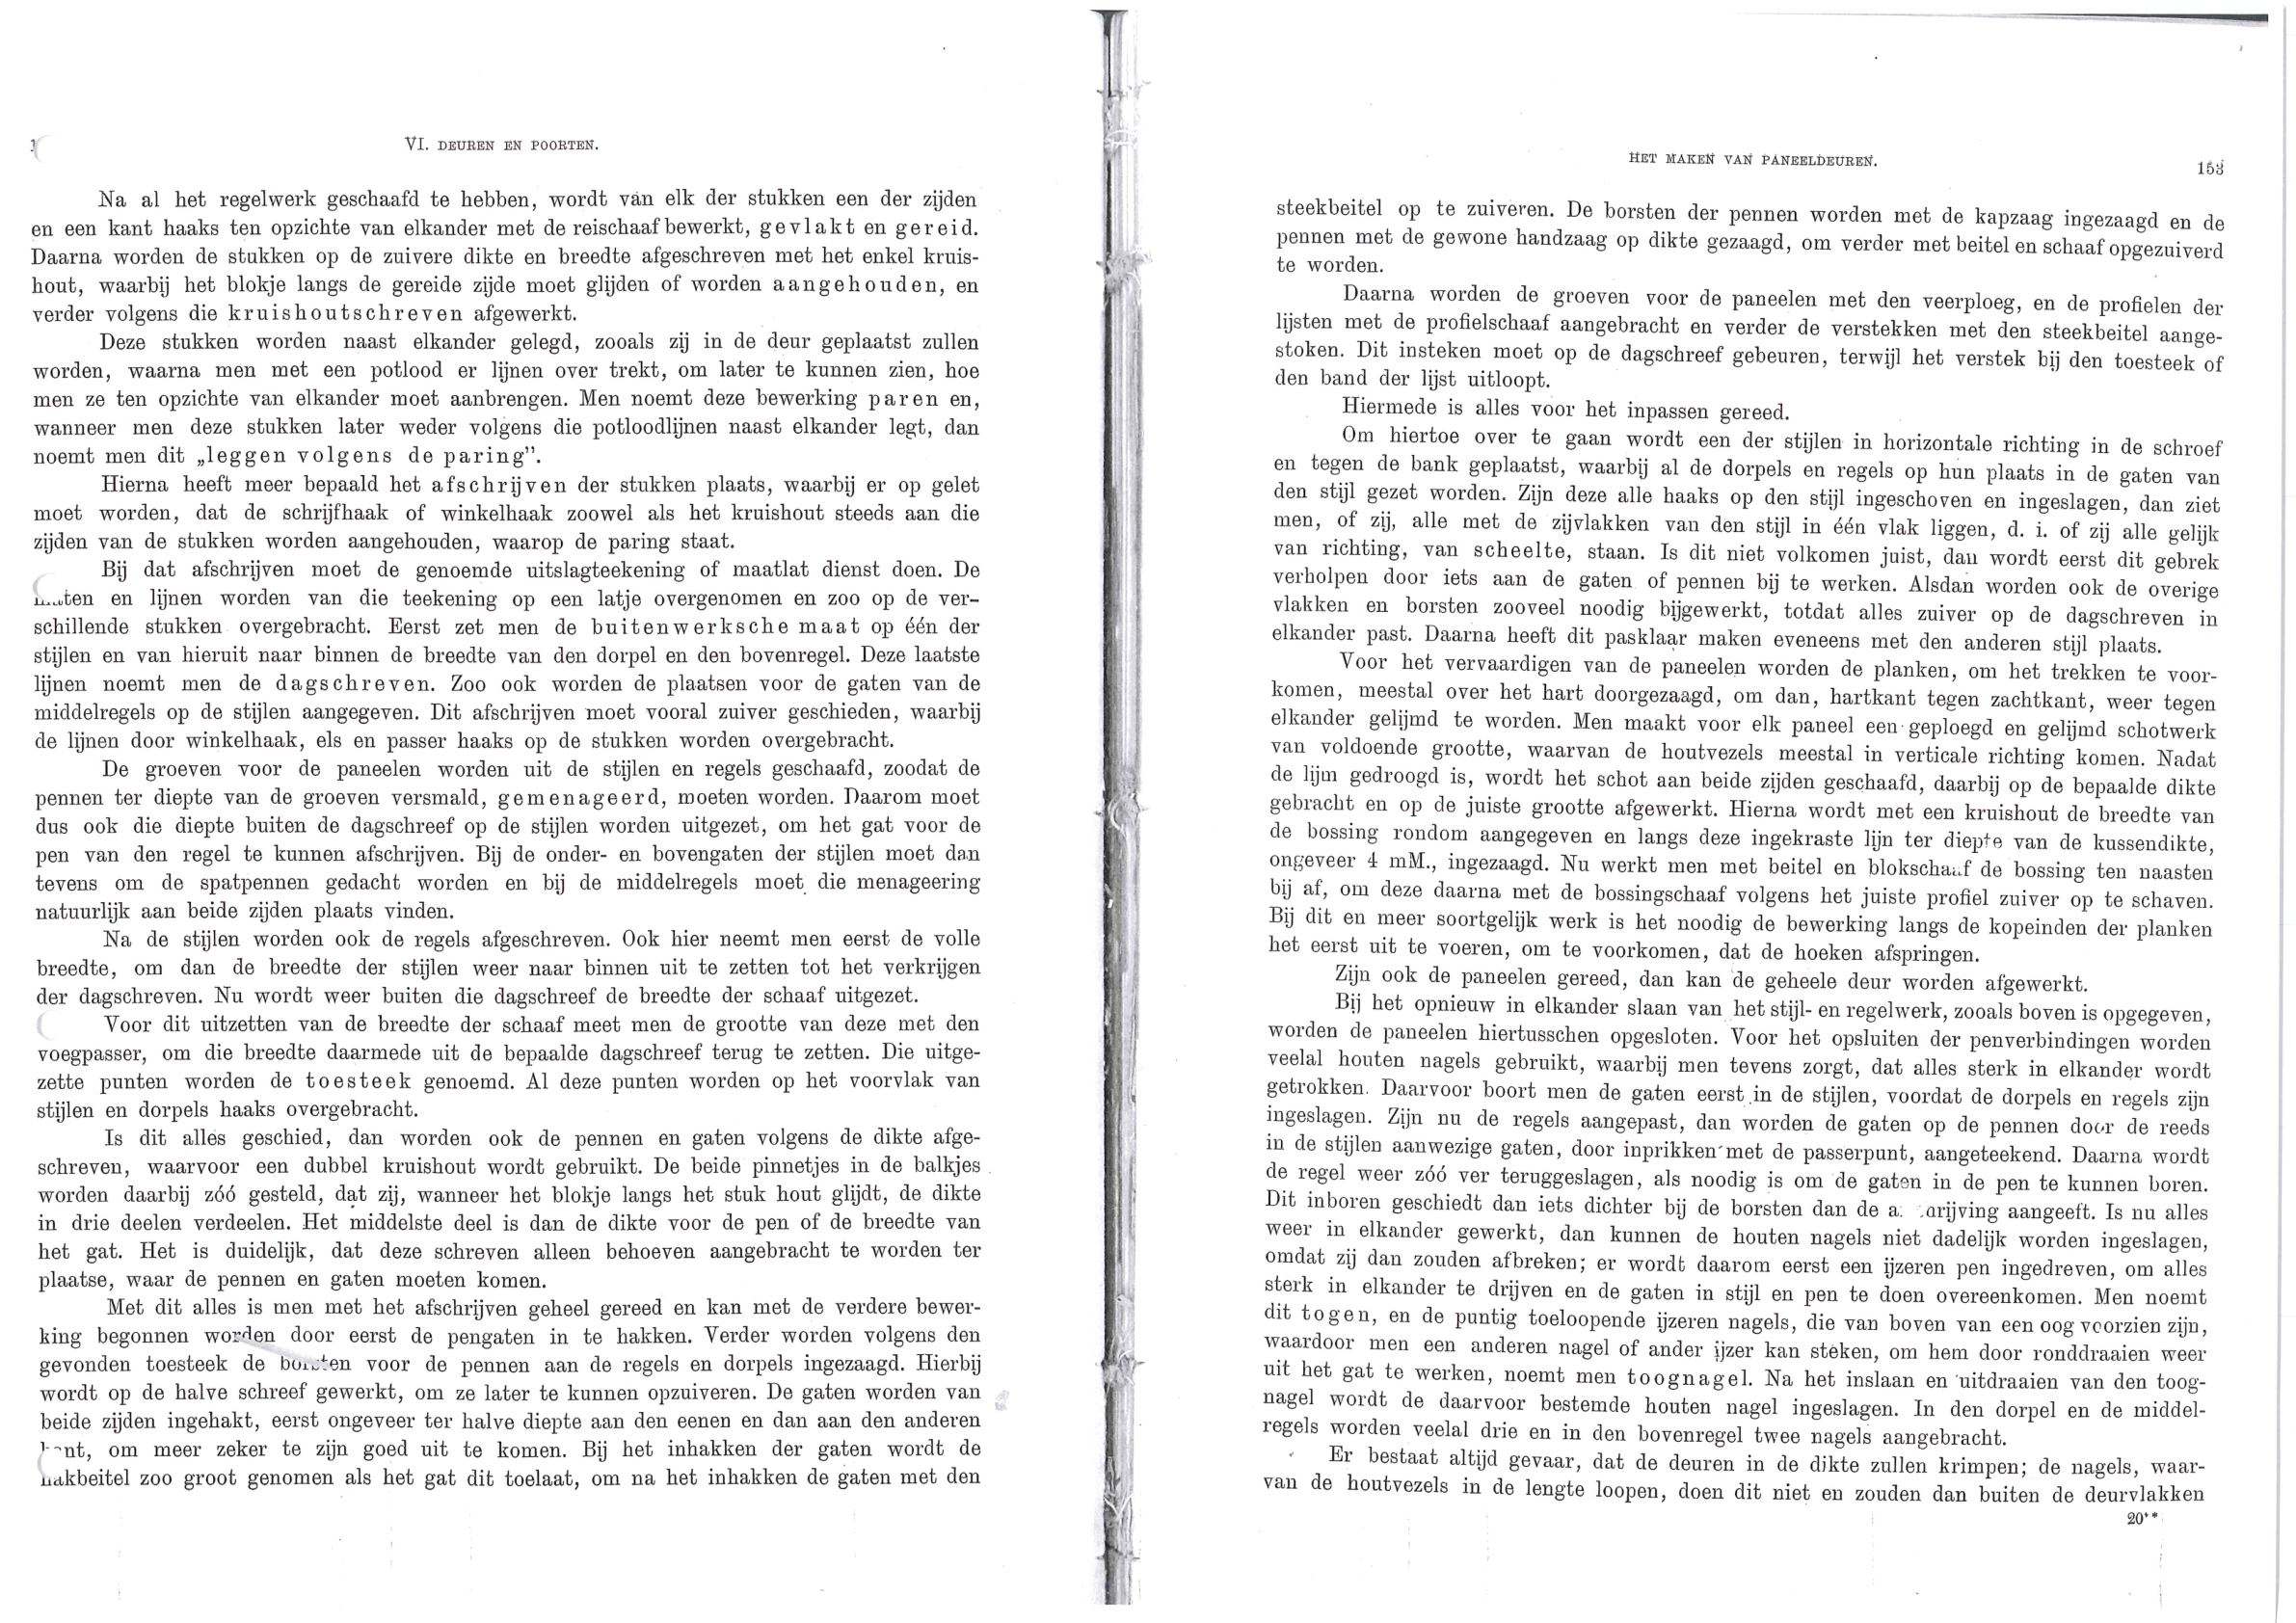 VI. DEUREN EN POORTEN.
Na al het regelwerk geschaafd te hebben, wordt van elk der stukken een der zijden
en een kant haaks ten opzichte van elkander met de reischaaf bewerkt, gevlakt en gereid.
Daarna worden de stukken op de zuivere dikte en breedte afgeschreven met het enkel kruis-
hout, waarbij het blokje langs de gereide zijde moet glijden of worden aangehouden, en
verder volgens die kruishoutschreven afgewerkt.
Deze stukken worden naast elkander gelegd, zooals zij in de deur geplaatst zullen
worden, waarna men met een potlood er lijnen over trekt, om later te kunnen zien, hoe
men ze ten opzichte van elkander moet aanbrengen. Men noemt deze bewerking paren en,
wanneer men deze stukken later weder volgens die potloodlijnen naast elkander legt, dan
noemt men dit „leggen volgens de paring”.
Hierna heeft meer bepaald het afschrijven der stukken plaats, waarbij er op gelet
moet worden, dat de schrijfhaak of winkelhaak zoowel als het kruishout steeds aan die
zijden van de stukken worden aangehouden, waarop de paring staat.
Bij dat afschrijven moet de genoemde uitslagteekening of maatlat dienst doen. De
en lijnen worden van die teekening op een latje overgenomen en zoo op de ver-
schillende stukken overgebracht. Eerst zet men de buitenwerksche maat op één der
stijlen en van hieruit naar binnen de breedte van den dorpel en den bovenregel. Deze laatste
lijnen noemt men de dagschreven. Zoo ook worden de plaatsen voor de gaten van de
middelregels op de stijlen aangegeven. Dit afschrijven moet vooral zuiver geschieden, waarbij
de lijnen door winkelhaak, els en passer haaks op de stukken worden overgebracht.
De groeven voor de paneelen worden uit de stijlen en regels geschaafd, zoodat de
pennen ter diepte van de groeven versmald, gemenageerd, moeten worden. Daarom moet
dus ook die diepte buiten de dagschreef op de stijlen worden uitgezet, om het gat voor de
pen van den regel te kunnen afschrijven. Bij de onder- en bovengaten der stijlen moet dan
tevens om de spatpennen gedacht worden en bij de middelregels moet die menageering
natuurlijk aan beide zijden plaats vinden.
Na de stijlen worden ook de regels afgeschreven. Ook hier neemt men eerst de volle
breedte, om dan de breedte der stijlen weer naar binnen uit te zetten tot het verkrijgen
der dagschreven. Nu wordt weer buiten die dagschreef de breedte der schaaf uitgezet.
Voor dit uitzetten van de breedte der schaaf meet men de grootte van deze met den
voegpasser, om die breedte daarmede uit de bepaalde dagschreef terug te zetten. Die uitge-
zette punten worden de toesteek genoemd. Al deze punten worden op het voorvlak van
stijlen en dorpels haaks overgebracht.
Is dit alles geschied, dan worden ook de pennen en gaten volgens de dikte afge-
schreven, waarvoor een dubbel kruishout wordt gebruikt. De beide pinnetjes in de balkjes
worden daarbij zóó gesteld, dat zij, wanneer het blokje langs het stuk hout glijdt, de dikte
in drie deelen verdeelen. Het middelste deel is dan de dikte voor de pen of de breedte van
het gat. Het is duidelijk, dat deze schreven alleen behoeven aangebracht te worden ter
plaatse, waar de pennen en gaten moeten komen.
Met dit alles is men met het afschrijven geheel gereed en kan met de verdere bewer-
king begonnen worden door eerst de pengaten in te hakken. Verder worden volgens den
gevonden toesteek de borsten voor de pennen aan de regels en dorpels ingezaagd. Hierbij
wordt op de halve schreef gewerkt, om ze later te kunnen opzuiveren. De gaten worden van
beide zijden ingehakt, eerst ongeveer ter halve diepte aan den eenen en dan aan den anderen
kant, om meer zeker te zijn goed uit te komen. Bij het inhakken der gaten wordt de
hakbeitel zoo groot genomen als het gat dit toelaat, om na het inhakken de gaten met den
HET MAKEN VAN PANEELDEUREN.
153
steekbeitel op te zuiveren. De borsten der pennen worden met de kapzaag ingezaagd en de
pennen met de gewone handzaag op dikte gezaagd, om verder met beitel en schaaf opgezuiverd
te worden.
Daarna worden de groeven voor de paneelen met den veerploeg, en de profielen der
lijsten met de profielschaaf aangebracht en verder de verstekken met den steekbeitel aange-
stoken. Dit insteken moet op de dagschreef gebeuren, terwijl het verstek bij den toesteek of
den band der lijst uitloopt.
Hiermede is alles voor het inpassen gereed.
Om hiertoe over te gaan wordt een der stijlen in horizontale richting in de schroef
en tegen de bank geplaatst, waarbij al de dorpels en regels op hun plaats in de gaten van
den stijl gezet worden. Zijn deze alle haaks op den stijl ingeschoven en ingeslagen, dan ziet
men, of zij, alle met de zijvlakken van den stijl in één vlak liggen, d. i. of zij alle gelijk
van richting, van scheelte, staan. Is dit niet volkomen juist, dan wordt eerst dit gebrek
verholpen door iets aan de gaten of pennen bij te werken. Alsdan worden ook de overige
vlakken en borsten zooveel noodig bijgewerkt, totdat alles zuiver op de dagschreven in
elkander past. Daarna heeft dit pasklaar maken eveneens met den anderen stijl plaats.
Voor het vervaardigen van de paneelen worden de planken, om het trekken te voor-
komen, meestal over het hart doorgezaagd, om dan, hartkant tegen zachtkant, weer tegen
elkander gelijmd te worden. Men maakt voor elk paneel een geploegd en gelijmd schotwerk
van voldoende grootte, waarvan de houtvezels meestal in verticale richting komen. Nadat
de lijm gedroogd is, wordt het schot aan beide zijden geschaafd, daarbij op de bepaalde dikte
gebracht en op de juiste grootte afgewerkt. Hierna wordt met een kruishout de breedte van
de bossing rondom aangegeven en langs deze ingekraste lijn ter diepte van de kussendikte,
ongeveer 4 mM., ingezaagd. Nu werkt men met beitel en blokschaaf de bossing ten naasten
bij af, om deze daarna met de bossingschaaf volgens het juiste profiel zuiver op te schaven.
Bij dit en meer soortgelijk werk is het noodig de bewerking langs de kopeinden der planken
het eerst uit te voeren, om te voorkomen, dat de hoeken afspringen.
Zijn ook de paneelen gereed, dan kan de geheele deur worden afgewerkt.
Bij het opnieuw in elkander slaan van het stijl- en regelwerk, zooals boven is opgegeven,
worden de paneelen hiertusschen opgesloten. Voor het opsluiten der penverbindingen worden
veelal houten nagels gebruikt, waarbij men tevens zorgt, dat alles sterk in elkander wordt
getrokken. Daarvoor boort men de gaten eerst in de stijlen, voordat de dorpels en regels zijn
ingeslagen. Zijn nu de regels aangepast, dan worden de gaten op de pennen door de reeds
in de stijlen aanwezige gaten, door inprikken met de passerpunt, aangeteekend. Daarna wordt
de regel weer zóó ver teruggeslagen, als noodig is om de gaten in de pen te kunnen boren.
Dit inboren geschiedt dan iets dichter bij de borsten dan de aangeeft. Is nu alles
weer in elkander gewerkt, dan kunnen de houten nagels niet dadelijk worden ingeslagen,
omdat zij dan zouden afbreken; er wordt daarom eerst een ijzeren pen ingedreven, om alles
sterk in elkander te drijven en de gaten in stijl en pen te doen overeenkomen. Men noemt
dit togen, en de puntig toeloopende ijzeren nagels, die van boven van een oog voorzien zijn,
waardoor men een anderen nagel of ander ijzer kan steken, om hem door ronddraaien weer
uit het gat te werken, noemt men toognagel. Na het inslaan en uitdraaien van den toog-
nagel wordt de daarvoor bestemde houten nagel ingeslagen. In den dorpel en de middel-
regels worden veelal drie en in den bovenregel twee nagels aangebracht.
Er bestaat altijd gevaar, dat de deuren in de dikte zullen krimpen; de nagels, waar-
van de houtvezels in de lengte loopen, doen dit niet en zouden dan buiten de deurvlakken
20**